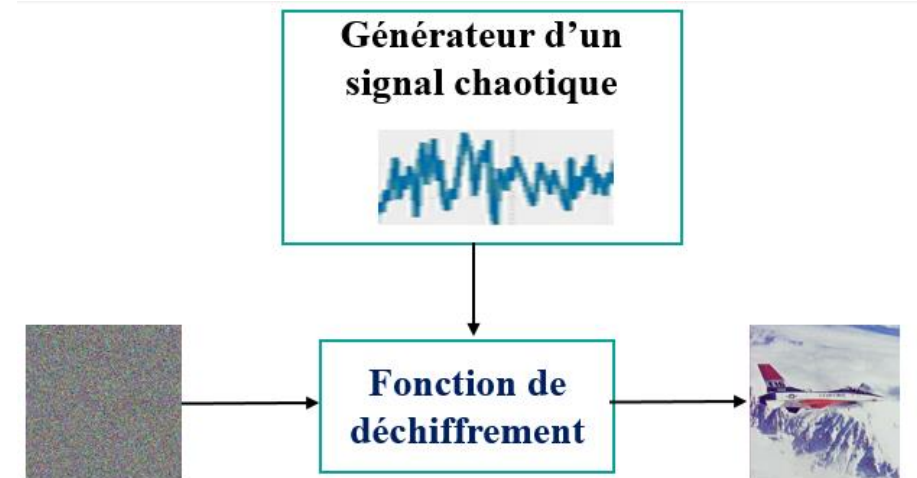 Générateur d’un
signal chaotique
Fonction de
déchiffrement